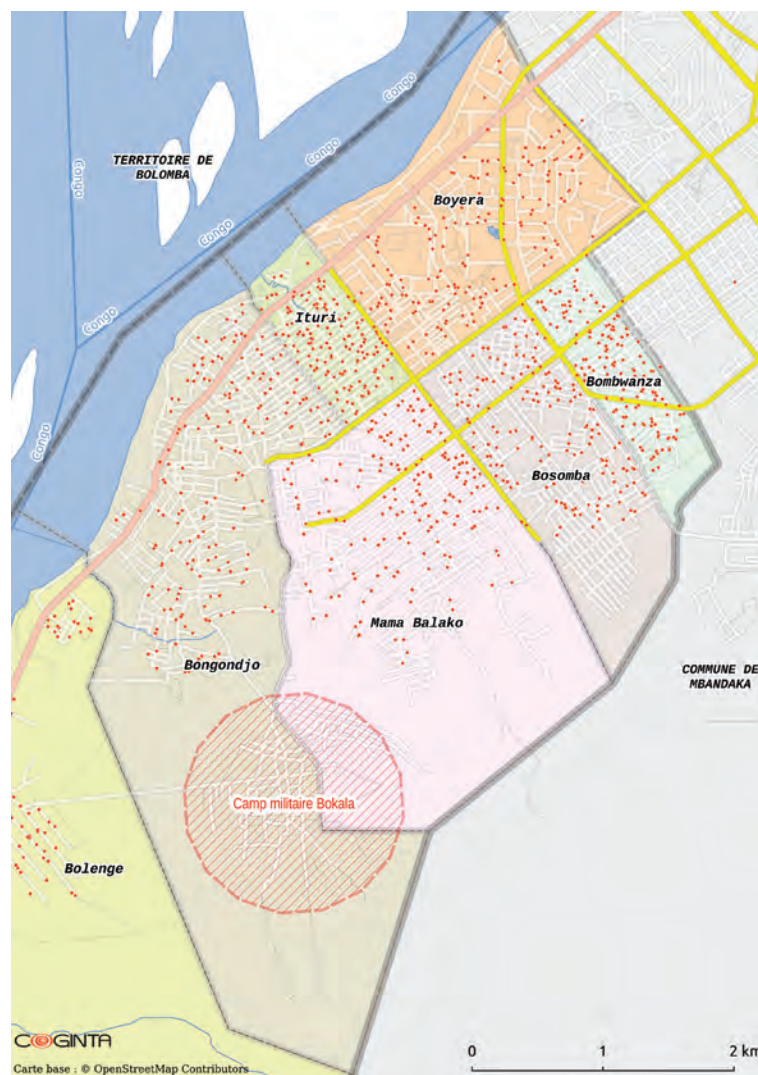 Congo
Congo
TERRITOIRE DE
BOLOMBA
Congo
Congo
Congo
Boyera
Congo
Ituri
Bombwanza
Congo
Bosomba
Mama Balako
Bongondjo
COMMUNE DE
MBANDAKA
Camp militaire Bokala
Bolenge
COGINTA
Carte base : © OpenStreetMap Contributors
0 1 2 km